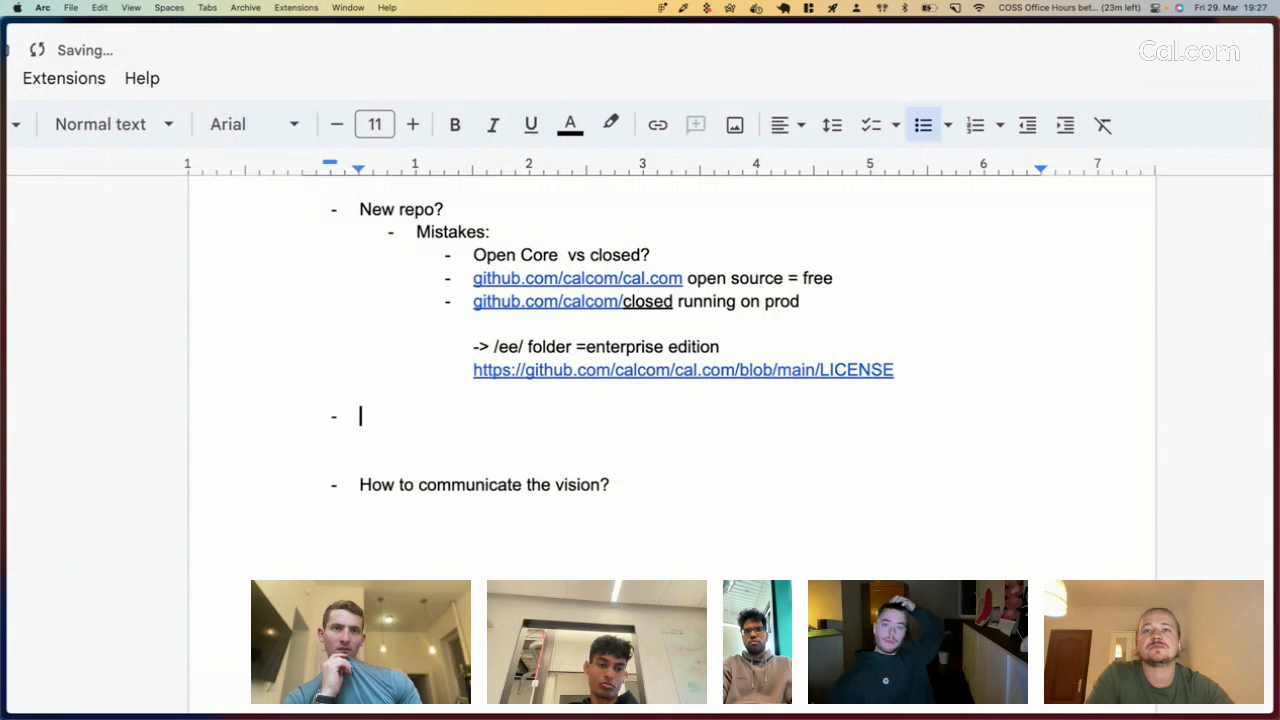 Arc File Edit View Spaces Tabs Archive Extensions Window Help COSS Office Hours bet... (23m left) Fri 29. Mar 19:27
Saving...
Cal.com
Extensions Help
Normal text Arial 11 B I U A
1 1 2 3 4 5 6 7
- New repo?
- Mistakes:
- Open Core vs closed?
- github.com/calcom/cal.com open source = free
- github.com/calcom/closed running on prod
-> /ee/ folder =enterprise edition
https://github.com/calcom/cal.com/blob/main/LICENSE
-
- How to communicate the vision?